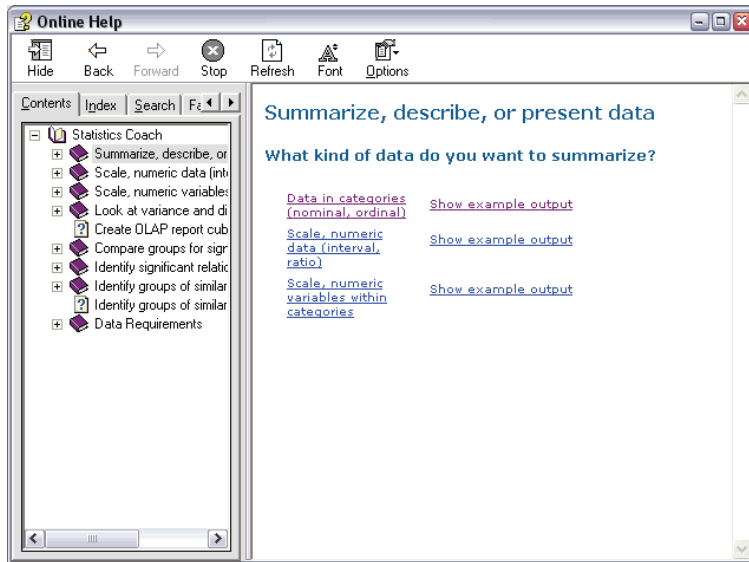 Online Help
Hide Back Forward Stop Refresh Font Options
Contents Index Search Fa
Statistics Coach
Summarize, describe, or
Scale, numeric data (inte
Scale, numeric variables
Look at variance and di
Create OLAP report cub
Compare groups for sign
Identify significant relatic
Identify groups of similar
Identify groups of similar
Data Requirements
Summarize, describe, or present data
What kind of data do you want to summarize?
Data in categories
(nominal, ordinal)
Show example output
Scale, numeric
data (interval,
ratio)
Show example output
Scale, numeric
variables within
categories
Show example output